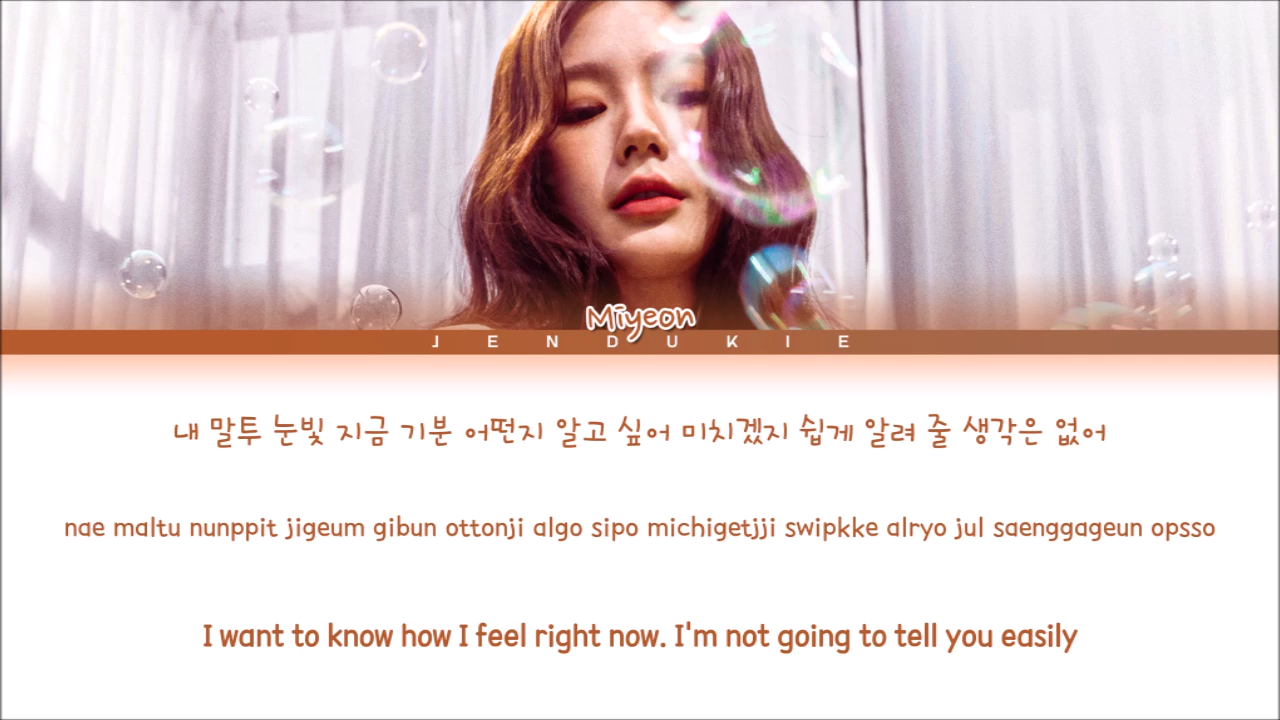 Miyeon
JENDUKIE
내 말투 눈빛 지금 기분 어떤지 알고 싶어 미치겠지 쉽게 알려 줄 생각은 없어
nae maltu nunppit jigeum gibun ottonji algo sipo michigetjji swipkke alryo jul saenggageun opsso
I want to know how I feel right now. I'm not going to tell you easily